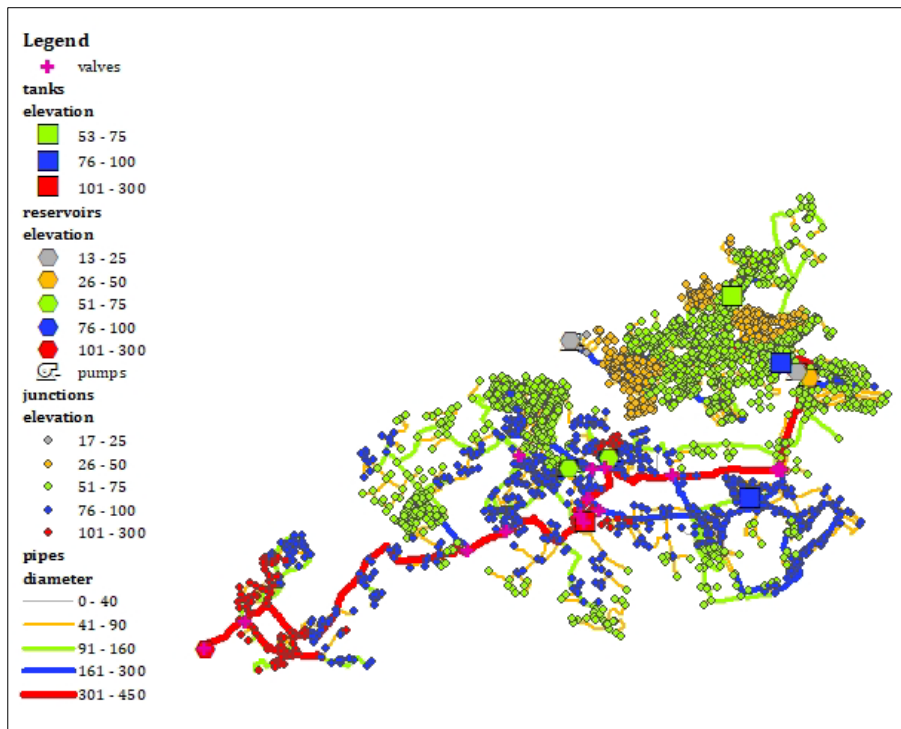 Legend
valves
tanks
elevation
53 - 75
76 - 100
101 - 300
reservoirs
elevation
13 - 25
26 - 50
51 - 75
76 - 100
101 - 300
pumps
junctions
elevation
17 - 25
26 - 50
51 - 75
76 - 100
101 - 300
pipes
diameter
0 - 40
41 - 90
91 - 160
161 - 300
301 - 450